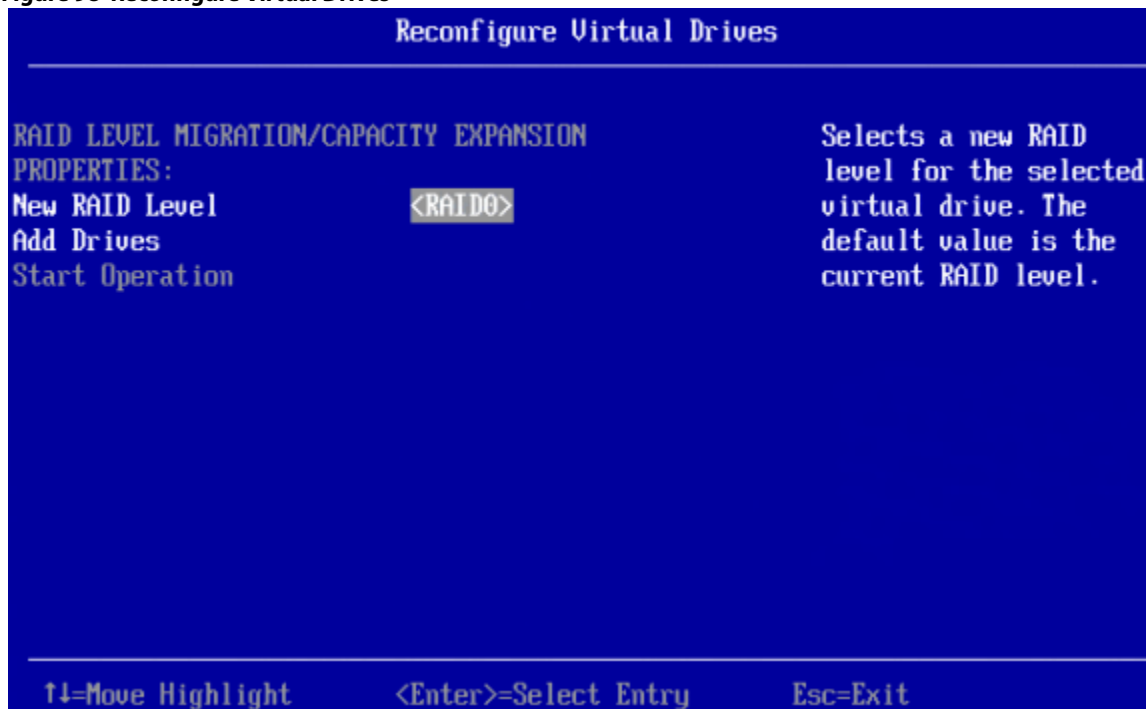 Reconfigure Virtual Drives
RAID LEVEL MIGRATION/CAPACITY EXPANSION
PROPERTIES:
New RAID Level <RAID0>
Add Drives
Start Operation
Selects a new RAID
level for the selected
virtual drive. The
default value is the
current RAID level.
↑↓=Move Highlight <Enter>=Select Entry Esc=Exit